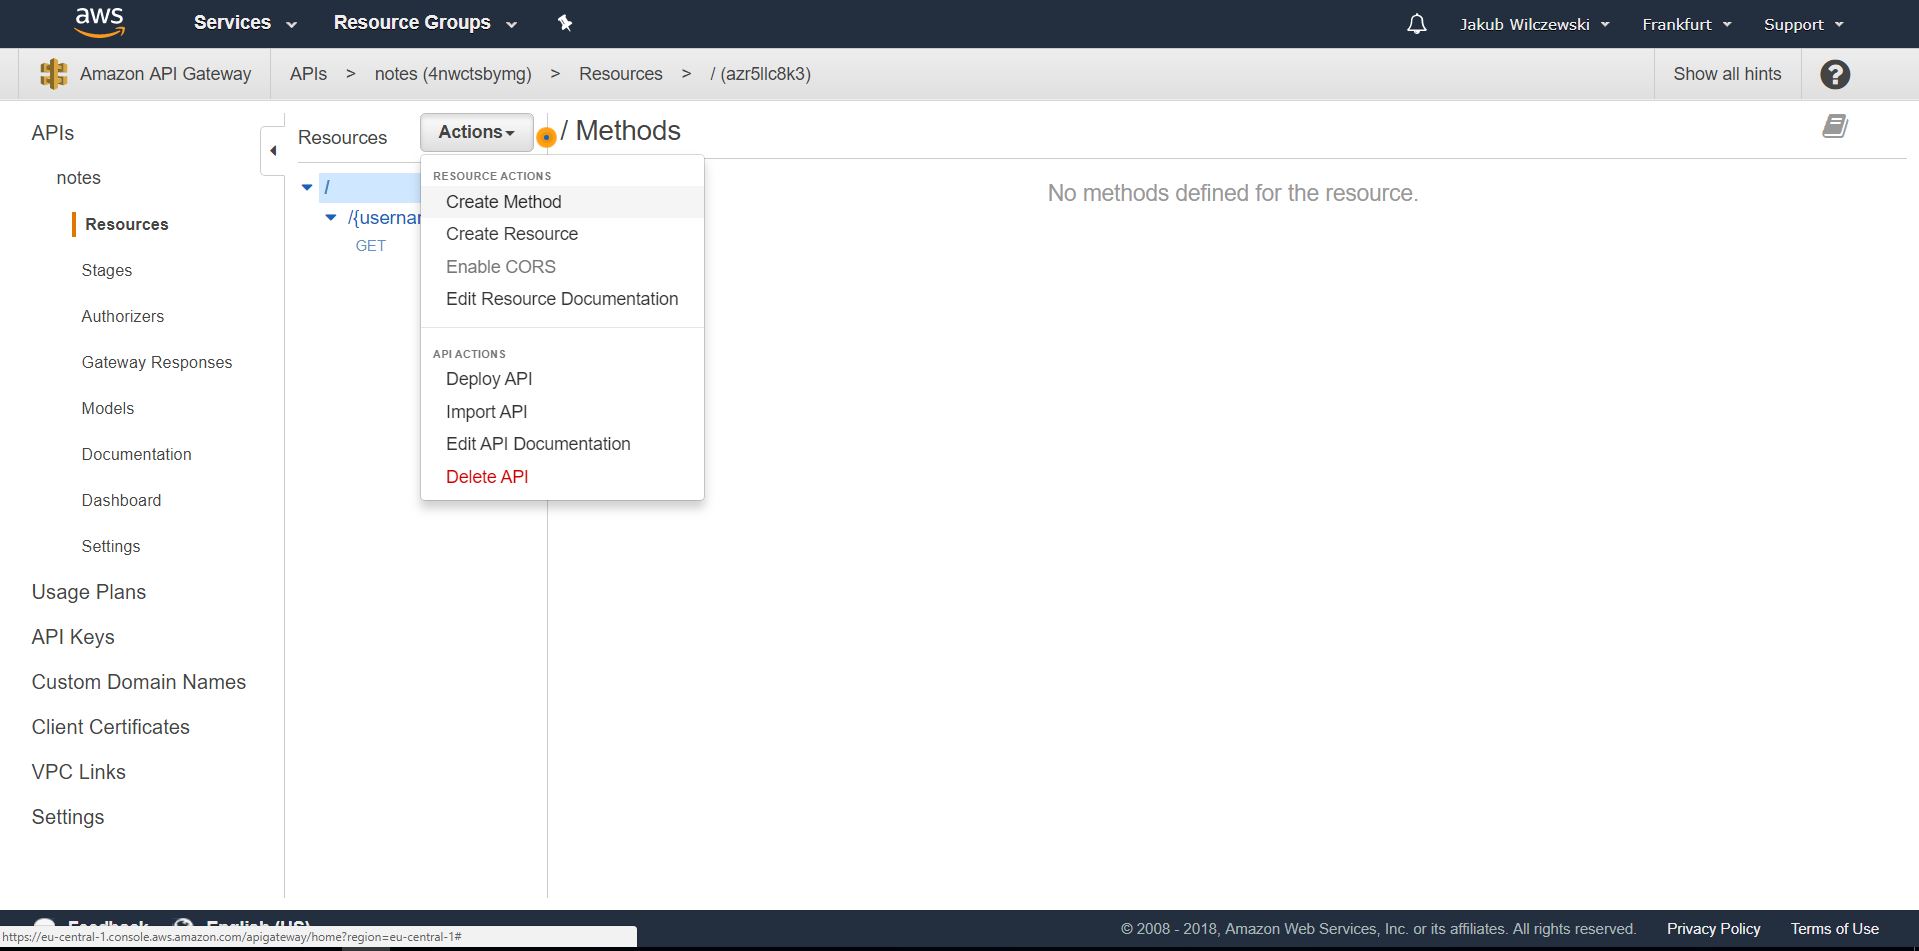 aws Services Resource Groups Jakub Wilczewski Frankfurt Support
Amazon API Gateway APIs > notes (4nwctsbymg) > Resources > / (azr5llc8k3) Show all hints ?
APIs
notes
Resources
Stages
Authorizers
Gateway Responses
Models
Documentation
Dashboard
Settings
Usage Plans
API Keys
Custom Domain Names
Client Certificates
VPC Links
Settings
Resources Actions
/
/{userna
GET
RESOURCE ACTIONS
Create Method
Create Resource
Enable CORS
Edit Resource Documentation
API ACTIONS
Deploy API
Import API
Edit API Documentation
Delete API
/ Methods
No methods defined for the resource.
Feedback English (US) © 2008 - 2018, Amazon Web Services, Inc. or its affiliates. All rights reserved. Privacy Policy Terms of Use
https://eu-central-1.console.aws.amazon.com/apigateway/home?region=eu-central-1#